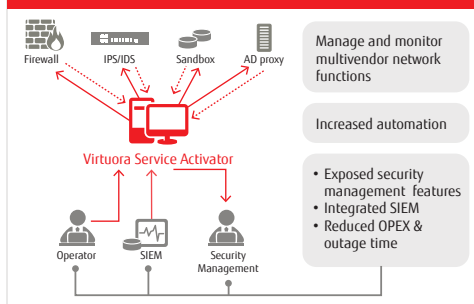 Firewall
IPS/IDS
Sandbox
AD proxy
Virtuora Service Activator
Operator
SIEM
Security
Management
Manage and monitor
multivendor network
functions
Increased automation
• Exposed security
management features
• Integrated SIEM
• Reduced OPEX &
outage time